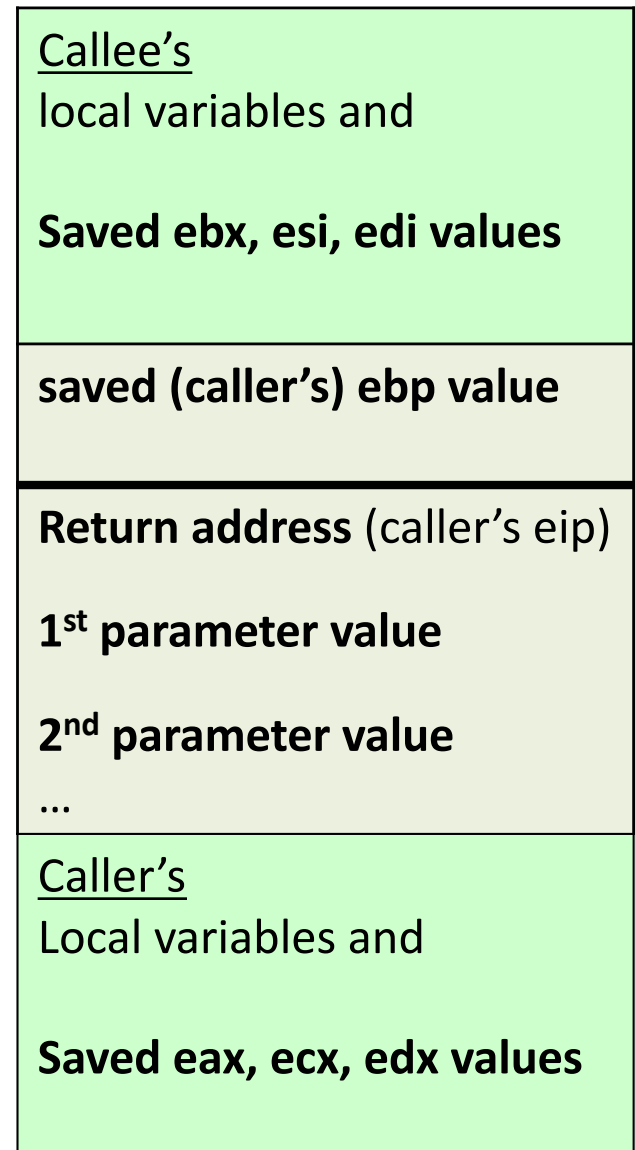 Callee’s
local variables and
Saved ebx, esi, edi values
saved (caller’s) ebp value
Return address (caller’s eip)
1st parameter value
2nd parameter value
…
Caller’s
Local variables and
Saved eax, ecx, edx values